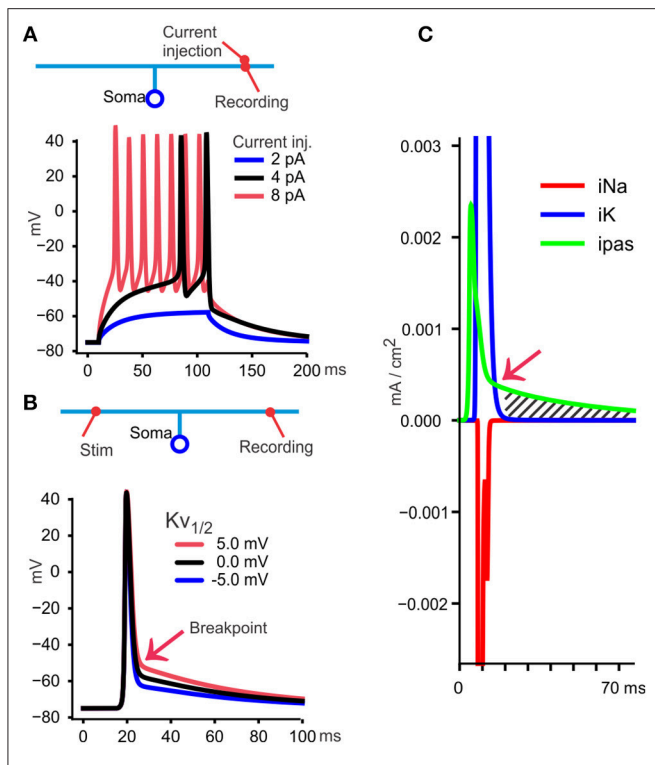 A
Current
injection
Soma
Recording
40
20
0
−20
−40
−60
−80
mV
Current inj.
2 pA
4 pA
8 pA
0
50
100
150
200
ms
B
Soma
Stim
Recording
40
20
0
−20
−40
−60
−80
mV
Kv1/2
5.0 mV
0.0 mV
-5.0 mV
Breakpoint
0
20
40
60
80
100
ms
C
0.003
0.002
0.001
0.000
−0.001
−0.002
mA / cm2
iNa
iK
ipas
0
70 ms